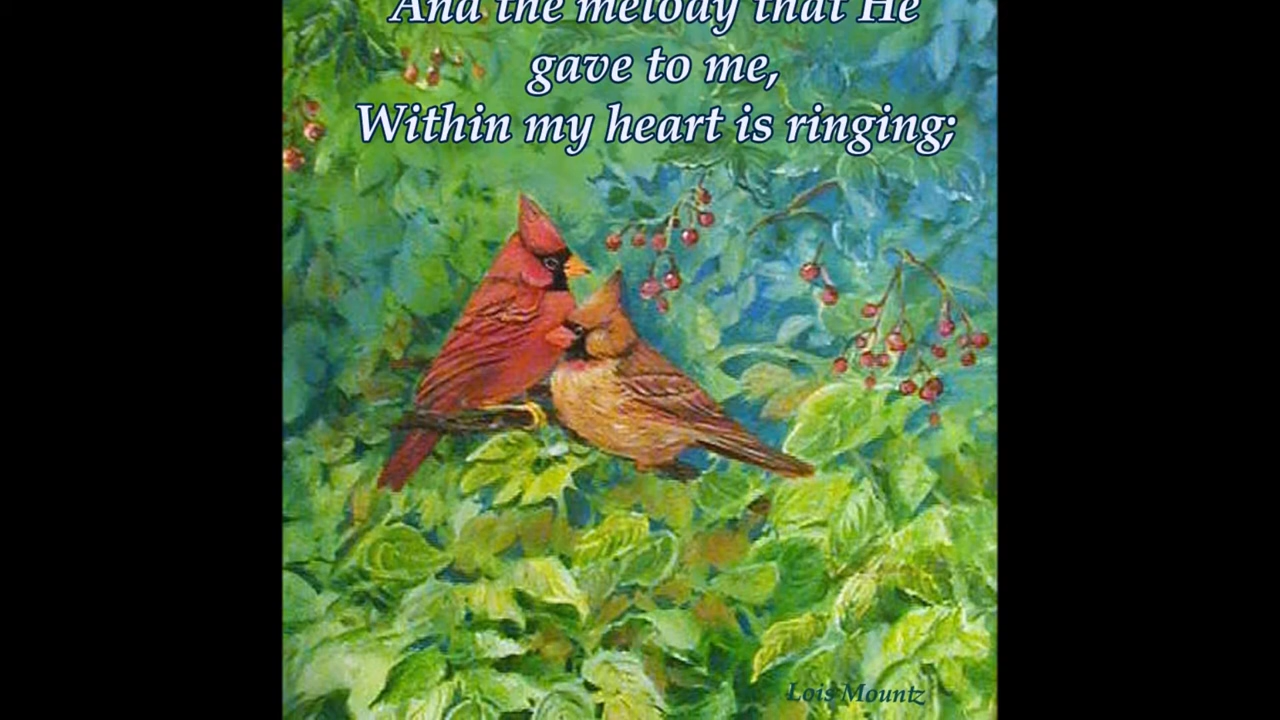 And the melody that He
gave to me,
Within my heart is ringing;
Lois Mountz